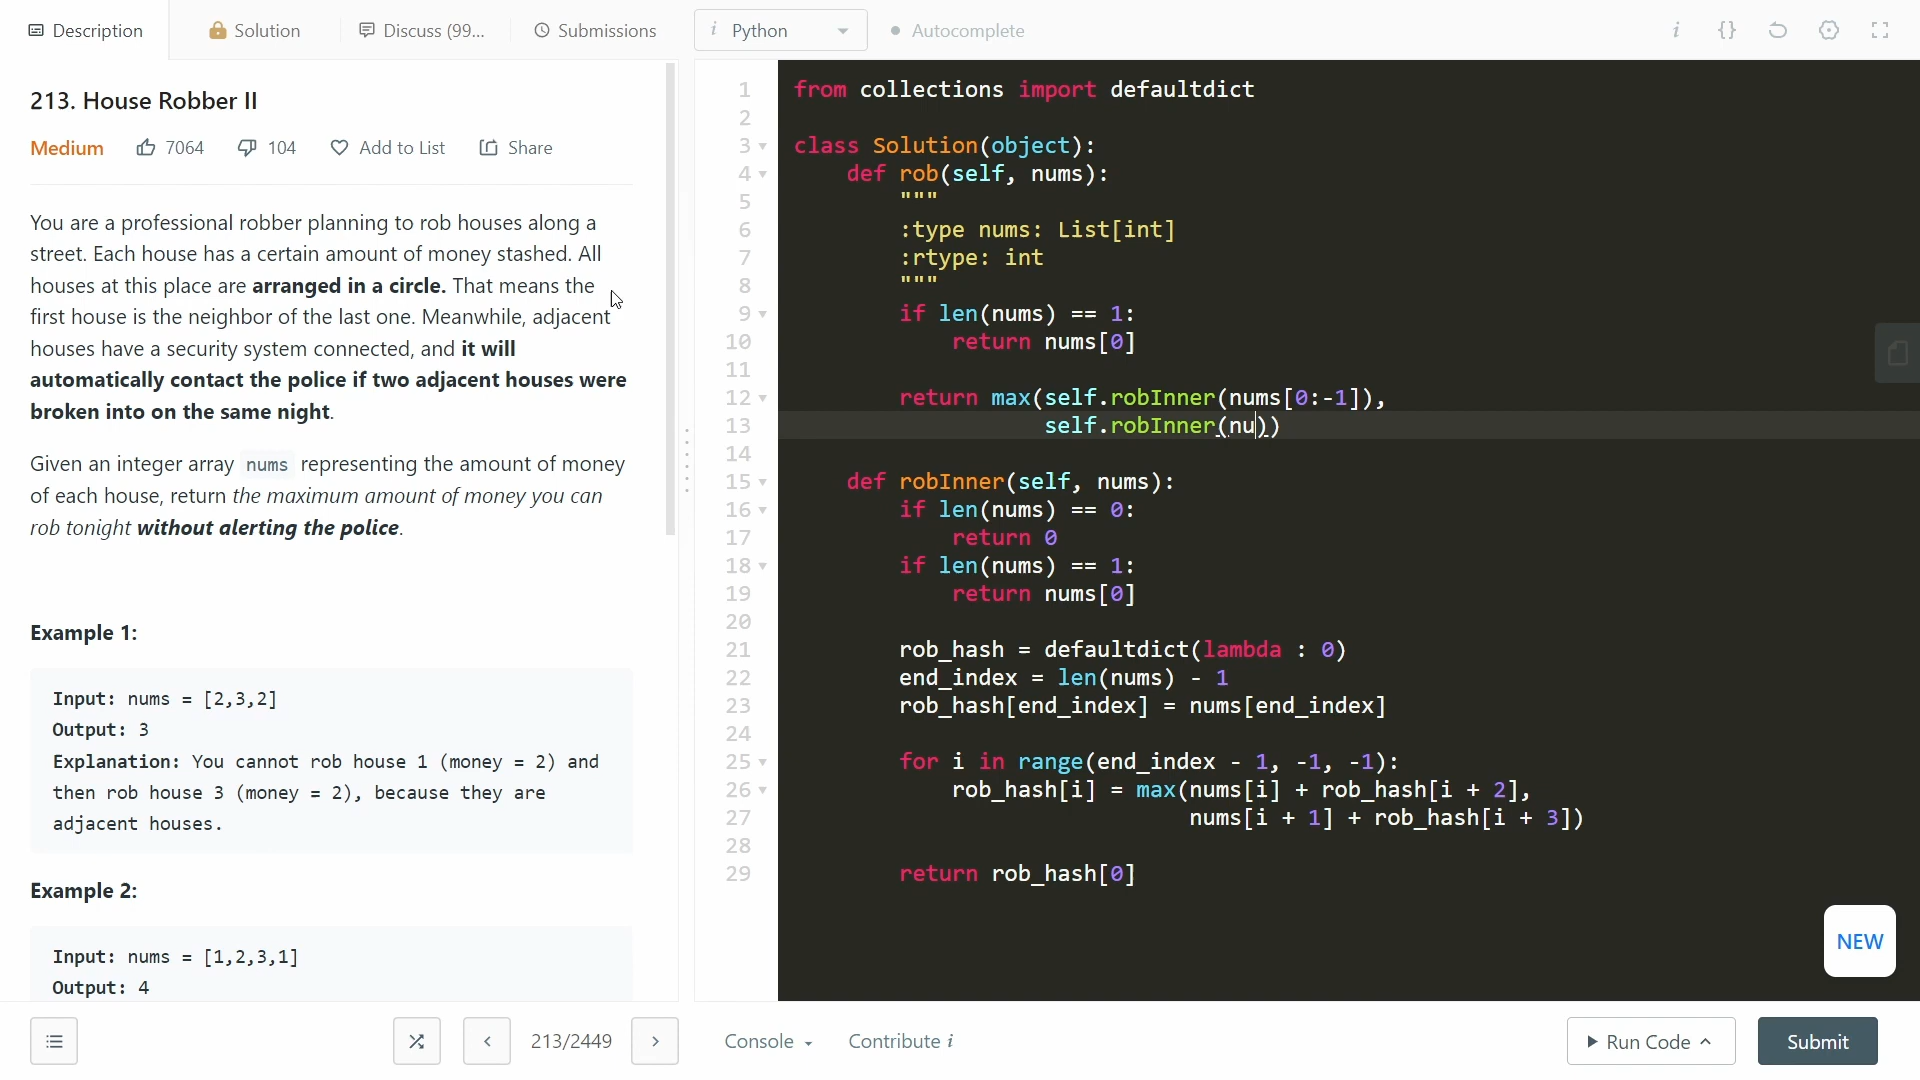 Description
Solution
Discuss (99...
Submissions
i Python
Autocomplete
i {}
213. House Robber II
Medium 7064 104 Add to List Share
You are a professional robber planning to rob houses along a
street. Each house has a certain amount of money stashed. All
houses at this place are arranged in a circle. That means the
first house is the neighbor of the last one. Meanwhile, adjacent
houses have a security system connected, and it will
automatically contact the police if two adjacent houses were
broken into on the same night.
Given an integer array nums representing the amount of money
of each house, return the maximum amount of money you can
rob tonight without alerting the police.
Example 1:
Input: nums = [2,3,2]
Output: 3
Explanation: You cannot rob house 1 (money = 2) and
then rob house 3 (money = 2), because they are
adjacent houses.
Example 2:
Input: nums = [1,2,3,1]
Output: 4
1 from collections import defaultdict
2
3 class Solution(object):
4     def rob(self, nums):
5         """
6         :type nums: List[int]
7         :rtype: int
8         """
9         if len(nums) == 1:
10             return nums[0]
11
12         return max(self.robInner(nums[0:-1]),
13                    self.robInner(nu))
14
15     def robInner(self, nums):
16         if len(nums) == 0:
17             return 0
18         if len(nums) == 1:
19             return nums[0]
20
21         rob_hash = defaultdict(lambda : 0)
22         end_index = len(nums) - 1
23         rob_hash[end_index] = nums[end_index]
24
25         for i in range(end_index - 1, -1, -1):
26             rob_hash[i] = max(nums[i] + rob_hash[i + 2],
27                               nums[i + 1] + rob_hash[i + 3])
28
29         return rob_hash[0]
NEW
213/2449
Console
Contribute i
Run Code
Submit